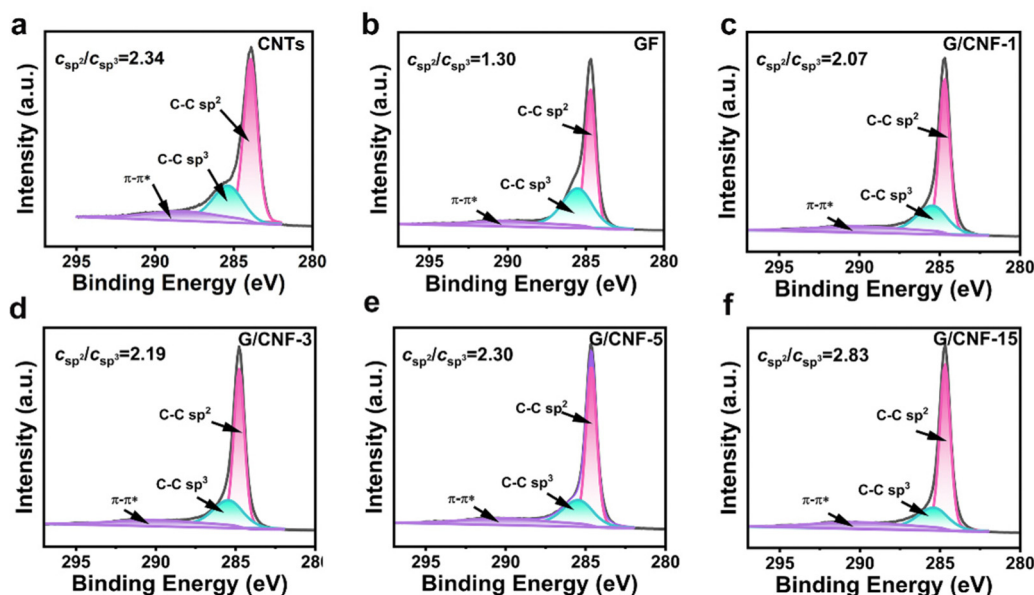 a
CNTs
c_sp²/c_sp³=2.34
C-C sp²
C-C sp³
π-π*
Intensity (a.u.)
295 290 285 280
Binding Energy (eV)
b
GF
c_sp²/c_sp³=1.30
C-C sp²
C-C sp³
π-π*
Intensity (a.u.)
295 290 285 280
Binding Energy (eV)
c
G/CNF-1
c_sp²/c_sp³=2.07
C-C sp²
C-C sp³
π-π*
Intensity (a.u.)
295 290 285 280
Binding Energy (eV)
d
G/CNF-3
c_sp²/c_sp³=2.19
C-C sp²
C-C sp³
π-π*
Intensity (a.u.)
295 290 285 280
Binding Energy (eV)
e
G/CNF-5
c_sp²/c_sp³=2.30
C-C sp²
C-C sp³
π-π*
Intensity (a.u.)
295 290 285 280
Binding Energy (eV)
f
G/CNF-15
c_sp²/c_sp³=2.83
C-C sp²
C-C sp³
π-π*
Intensity (a.u.)
295 290 285 280
Binding Energy (eV)